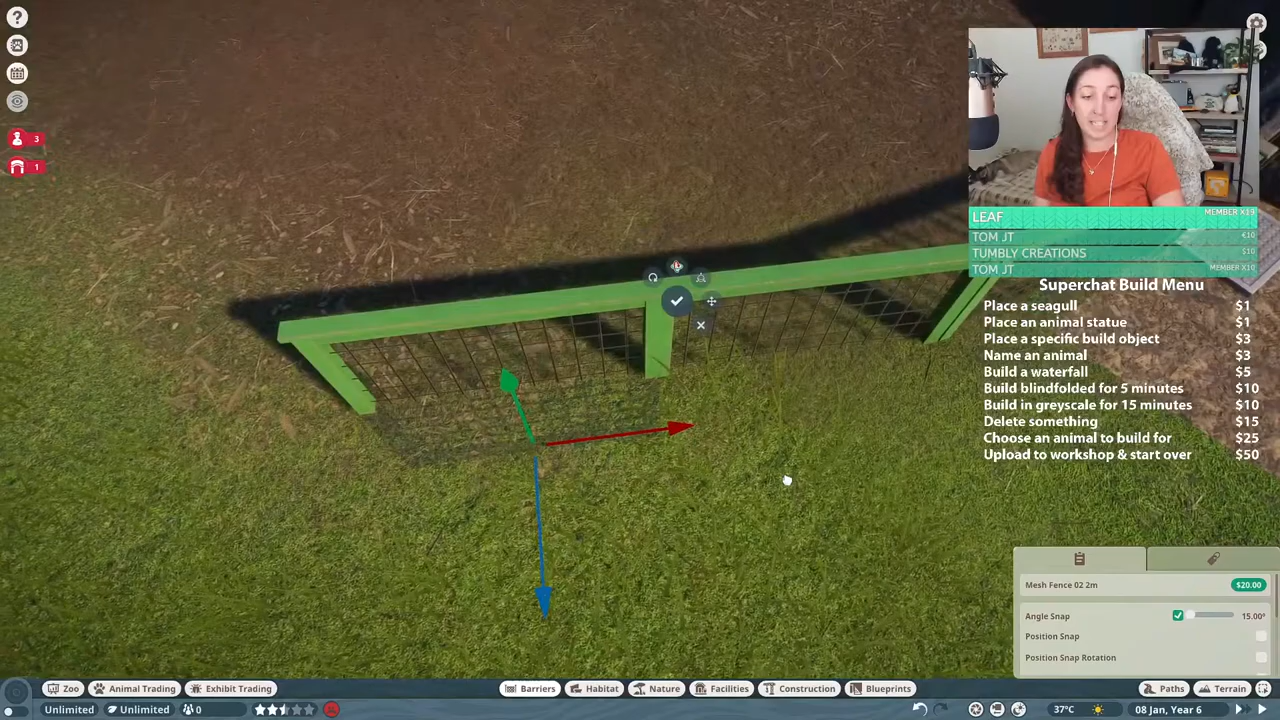 ?
3
1
LEAF
MEMBER X19
TOM JT
€10
TUMBLY CREATIONS
$10
TOM JT
MEMBER X10
Superchat Build Menu
Place a seagull $1
Place an animal statue $1
Place a specific build object $3
Name an animal $3
Build a waterfall $5
Build blindfolded for 5 minutes $10
Build in greyscale for 15 minutes $10
Delete something $15
Choose an animal to build for $25
Upload to workshop & start over $50
Mesh Fence 02 2m $20.00
Angle Snap 15.00°
Position Snap
Position Snap Rotation
Zoo Animal Trading Exhibit Trading Barriers Habitat Nature Facilities Construction Blueprints Paths Terrain
Unlimited Unlimited 0 37°C 08 Jan, Year 6